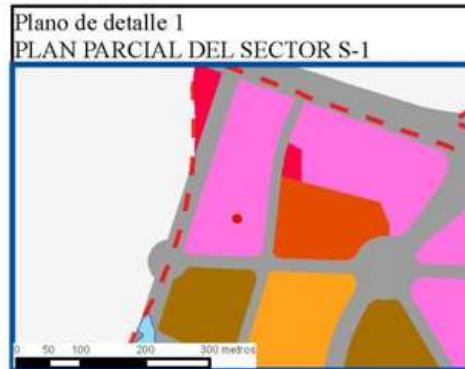 Plano de detalle 1
PLAN PARCIAL DEL SECTOR S-1
0 50 100 200 300 metros